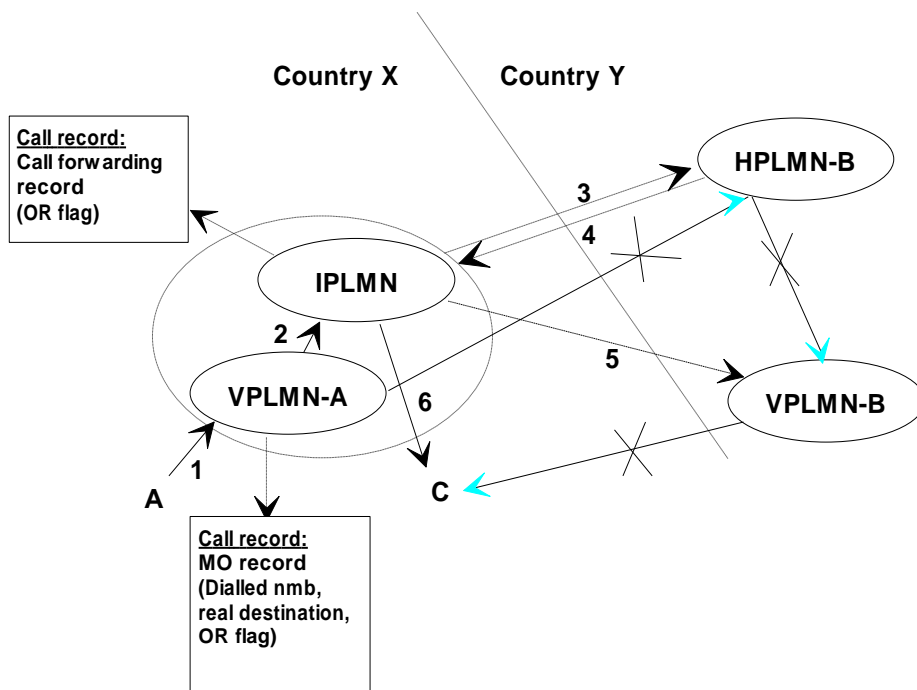 Country X
Country Y
Call record:
Call forwarding
record
(OR flag)
HPLMN-B
3
4
IPLMN
2
5
VPLMN-A
6
VPLMN-B
1
A
C
Call record:
MO record
(Dialled nmb,
real destination,
OR flag)